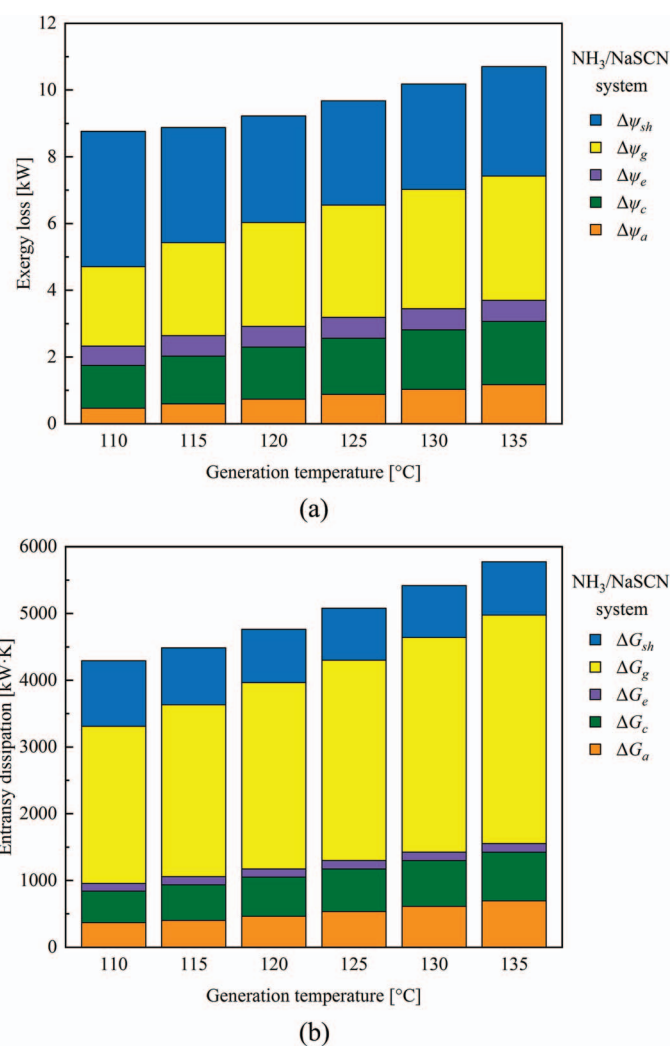 12
10
8
6
4
2
0
Exergy loss [kW]
110 115 120 125 130 135
Generation temperature [°C]
NH₃/NaSCN
system
Δψsh
Δψg
Δψe
Δψc
Δψa
(a)
6000
5000
4000
3000
2000
1000
0
Entransy dissipation [kW·K]
110 115 120 125 130 135
Generation temperature [°C]
NH₃/NaSCN
system
ΔGsh
ΔGg
ΔGe
ΔGc
ΔGa
(b)